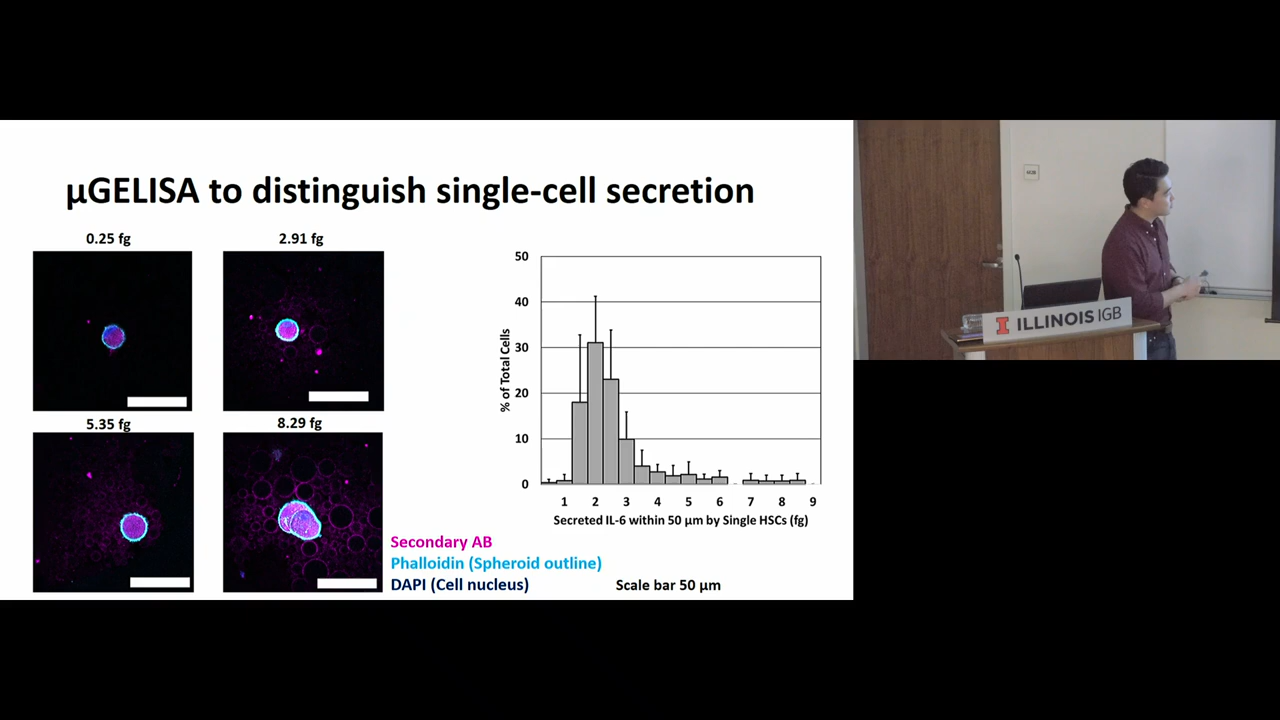 µGELISA to distinguish single-cell secretion
0.25 fg
2.91 fg
5.35 fg
8.29 fg
Secondary AB
Phalloidin (Spheroid outline)
DAPI (Cell nucleus)
Scale bar 50 µm
% of Total Cells
50
40
30
20
10
0
1 2 3 4 5 6 7 8 9
Secreted IL-6 within 50 µm by Single HSCs (fg)
I ILLINOIS IGB